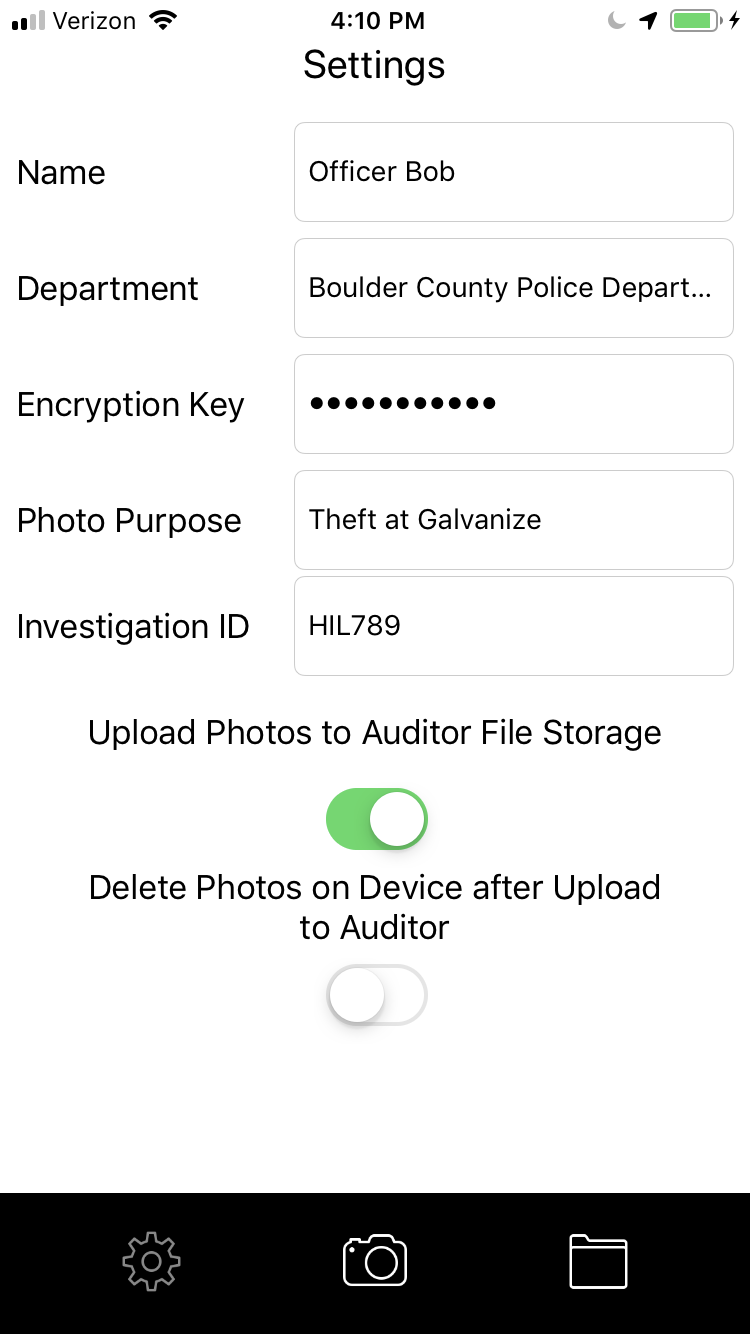 Verizon 4:10 PM
Settings
Name Officer Bob
Department Boulder County Police Depart...
Encryption Key •••••••••••
Photo Purpose Theft at Galvanize
Investigation ID HIL789
Upload Photos to Auditor File Storage
Delete Photos on Device after Upload
to Auditor